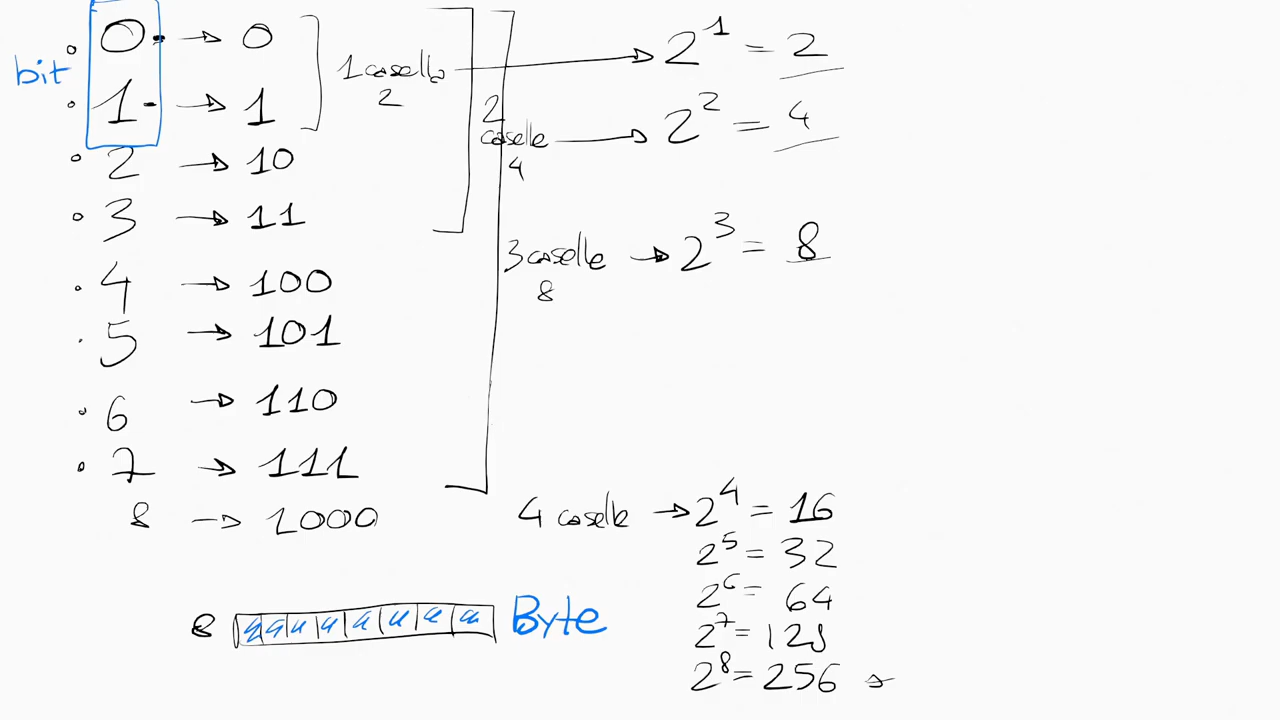 bit
0 → 0
1 → 1
2 → 10
3 → 11
4 → 100
5 → 101
6 → 110
7 → 111
8 → 1000
1 caselle
2
→ 2^1 = 2
2
caselle → 2^2 = 4
4
3 caselle → 2^3 = 8
8
4 caselle → 2^4 = 16
2^5 = 32
2^6 = 64
2^7 = 128
2^8 = 256 →
8
Byte